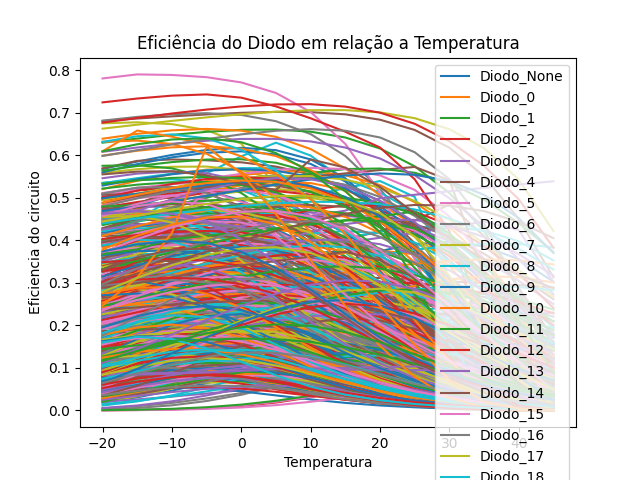 Eficiência do Diodo em relação a Temperatura
Eficiencia do circuito
0.8
0.7
0.6
0.5
0.4
0.3
0.2
0.1
0.0
−20
−10
0
10
20
30
40
Temperatura
Diodo_None
Diodo_0
Diodo_1
Diodo_2
Diodo_3
Diodo_4
Diodo_5
Diodo_6
Diodo_7
Diodo_8
Diodo_9
Diodo_10
Diodo_11
Diodo_12
Diodo_13
Diodo_14
Diodo_15
Diodo_16
Diodo_17
Diodo_18